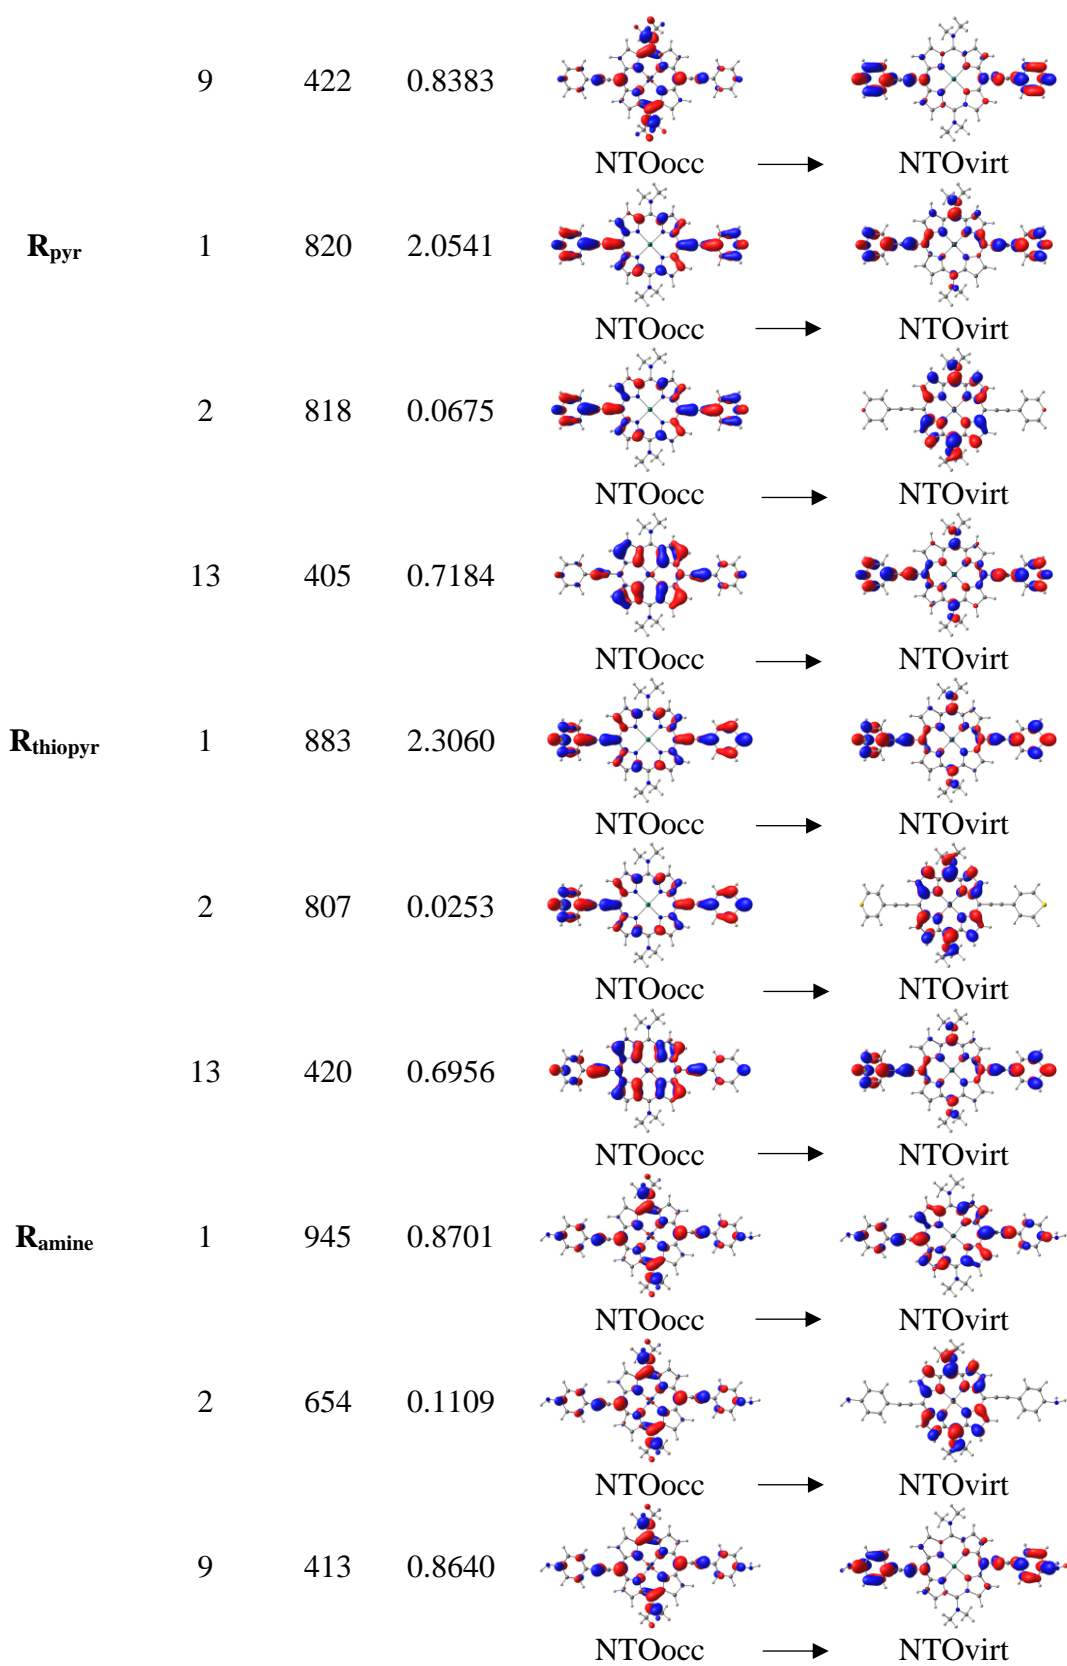 9 422 0.8383
NTOocc → NTOvirt
Rpyr 1 820 2.0541
NTOocc → NTOvirt
2 818 0.0675
NTOocc → NTOvirt
13 405 0.7184
NTOocc → NTOvirt
Rthiopyr 1 883 2.3060
NTOocc → NTOvirt
2 807 0.0253
NTOocc → NTOvirt
13 420 0.6956
NTOocc → NTOvirt
Ramine 1 945 0.8701
NTOocc → NTOvirt
2 654 0.1109
NTOocc → NTOvirt
9 413 0.8640
NTOocc → NTOvirt